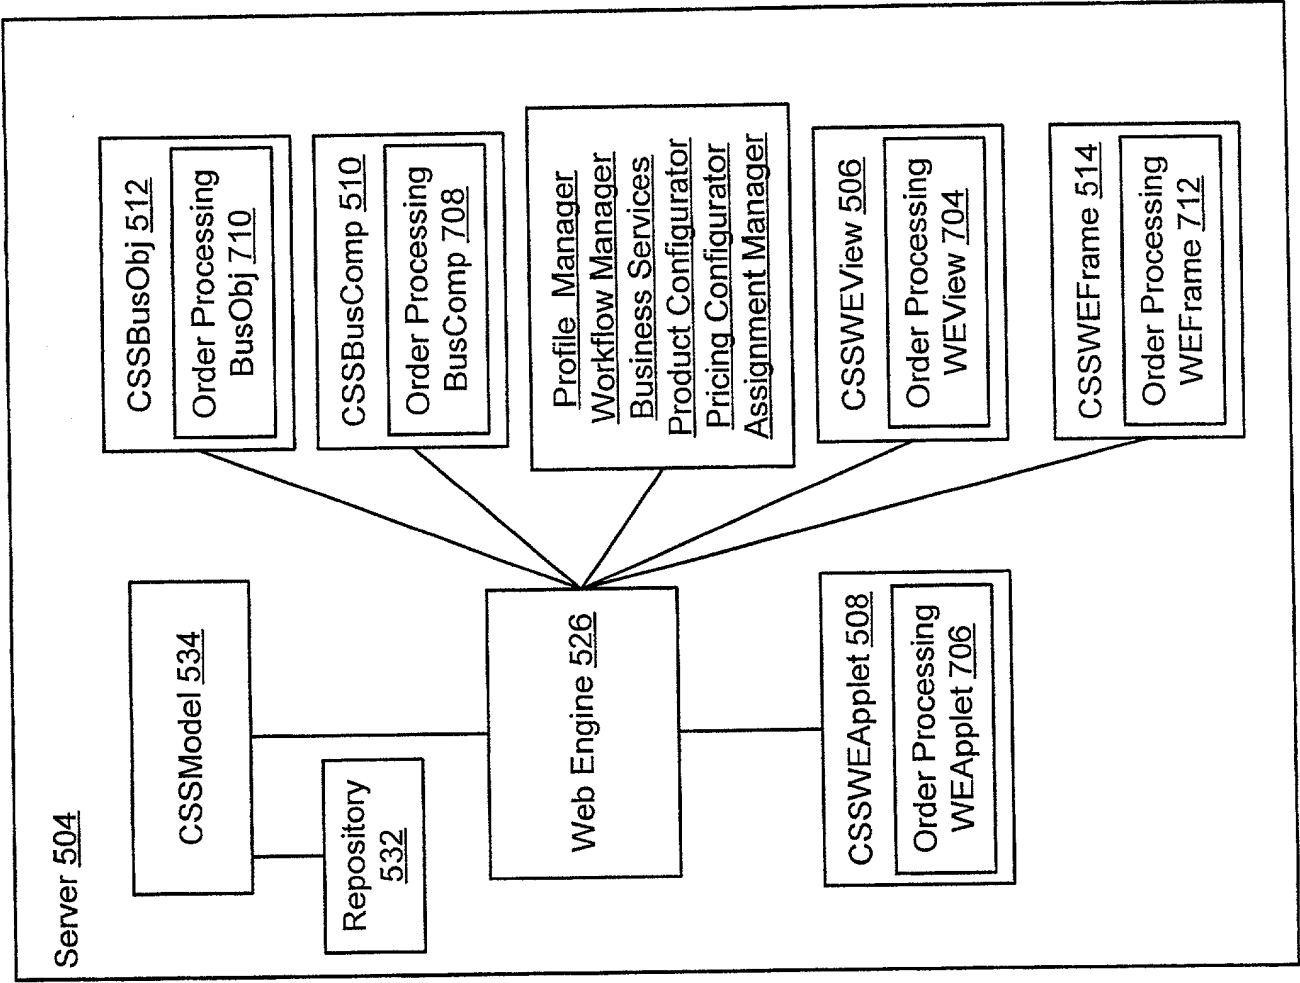 Server 504
CSSModel 534
Repository
532
Web Engine 526
CSSWEApplet 508
Order Processing
WEApplet 706
CSSBusObj 512
Order Processing
BusObj 710
CSSBusComp 510
Order Processing
BusComp 708
Profile Manager
Workflow Manager
Business Services
Product Configurator
Pricing Configurator
Assignment Manager
CSSWEView 506
Order Processing
WEView 704
CSSWEFrame 514
Order Processing
WEFrame 712